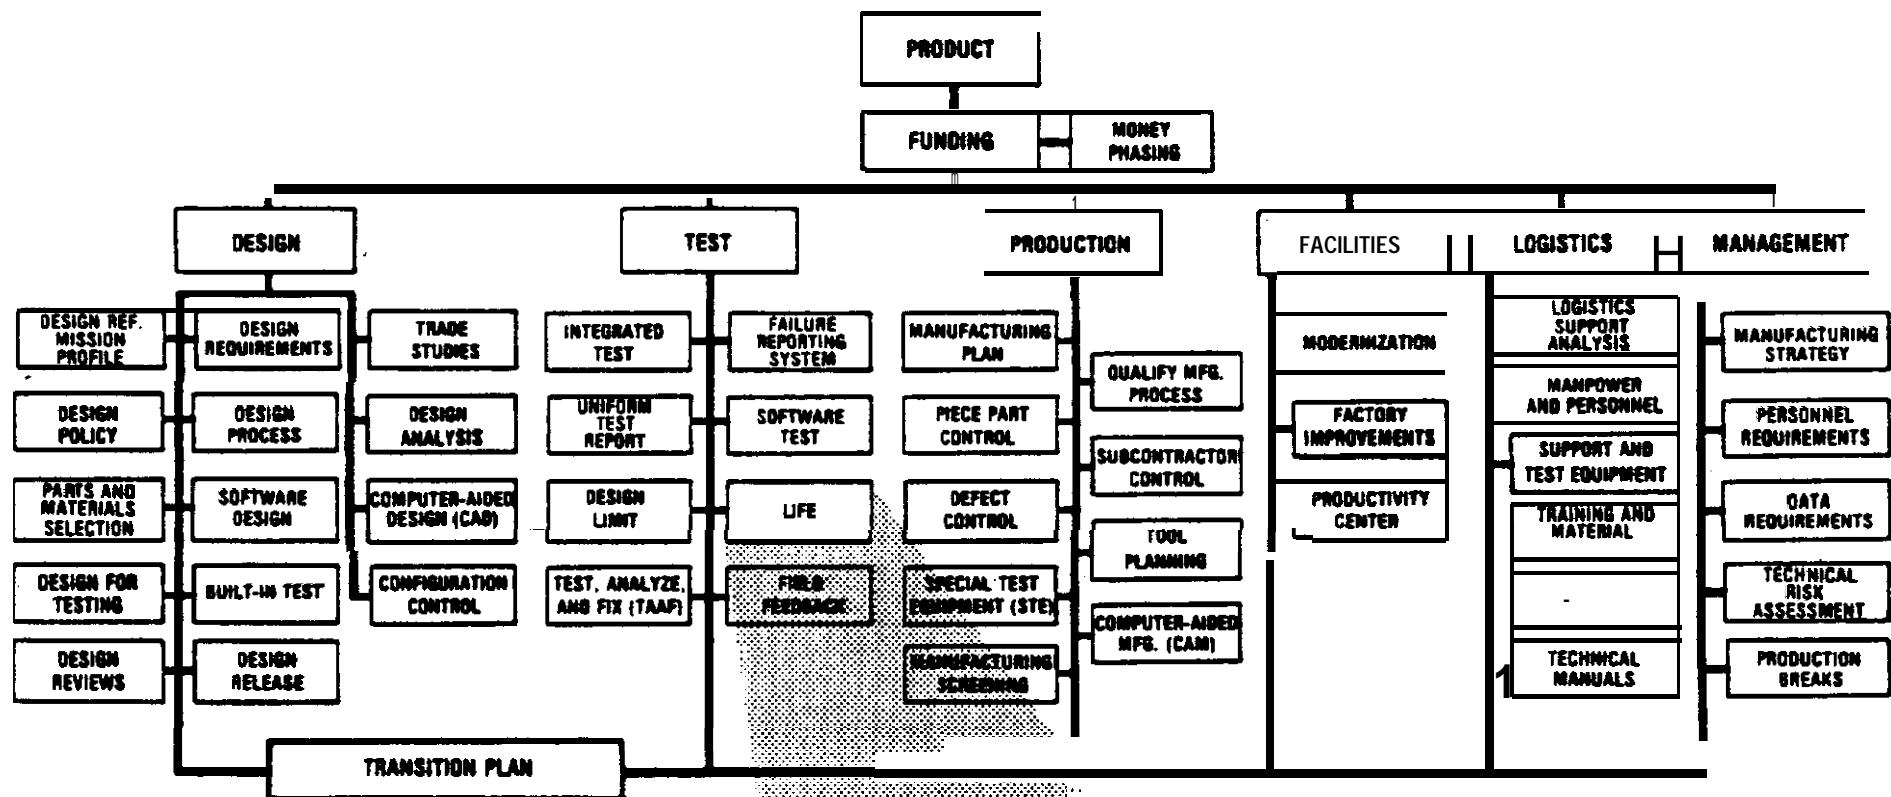 PRODUCT
FUNDING
MONEY
PHASING
DESIGN
TEST
PRODUCTION
FACILITIES
LOGISTICS
MANAGEMENT
DESIGN REF.
MISSION
PROFILE
DESIGN
REQUIREMENTS
TRADE
STUDIES
DESIGN
POLICY
DESIGN
PROCESS
DESIGN
ANALYSIS
PARTS AND
MATERIALS
SELECTION
SOFTWARE
DESIGN
COMPUTER-AIDED
DESIGN (CAD)
DESIGN FOR
TESTING
BUILT-IN TEST
CONFIGURATION
CONTROL
DESIGN
REVIEWS
DESIGN
RELEASE
INTEGRATED
TEST
FAILURE
REPORTING
SYSTEM
UNIFORM
TEST
REPORT
SOFTWARE
TEST
DESIGN
LIMIT
LIFE
TEST, ANALYZE,
AND FIX (TAAF)
FIELD
FEEDBACK
MANUFACTURING
PLAN
QUALIFY MFG.
PROCESS
PIECE PART
CONTROL
SUBCONTRACTOR
CONTROL
DEFECT
CONTROL
TOOL
PLANNING
SPECIAL TEST
EQUIPMENT (STE)
COMPUTER-AIDED
MFG. (CAM)
MANUFACTURING
SCREENING
MODERNIZATION
FACTORY
IMPROVEMENTS
PRODUCTIVITY
CENTER
LOGISTICS
SUPPORT
ANALYSIS
MANPOWER
AND PERSONNEL
SUPPORT AND
TEST EQUIPMENT
TRAINING AND
MATERIAL
TECHNICAL
MANUALS
MANUFACTURING
STRATEGY
PERSONNEL
REQUIREMENTS
DATA
REQUIREMENTS
TECHNICAL
RISK
ASSESSMENT
PRODUCTION
BREAKS
TRANSITION PLAN